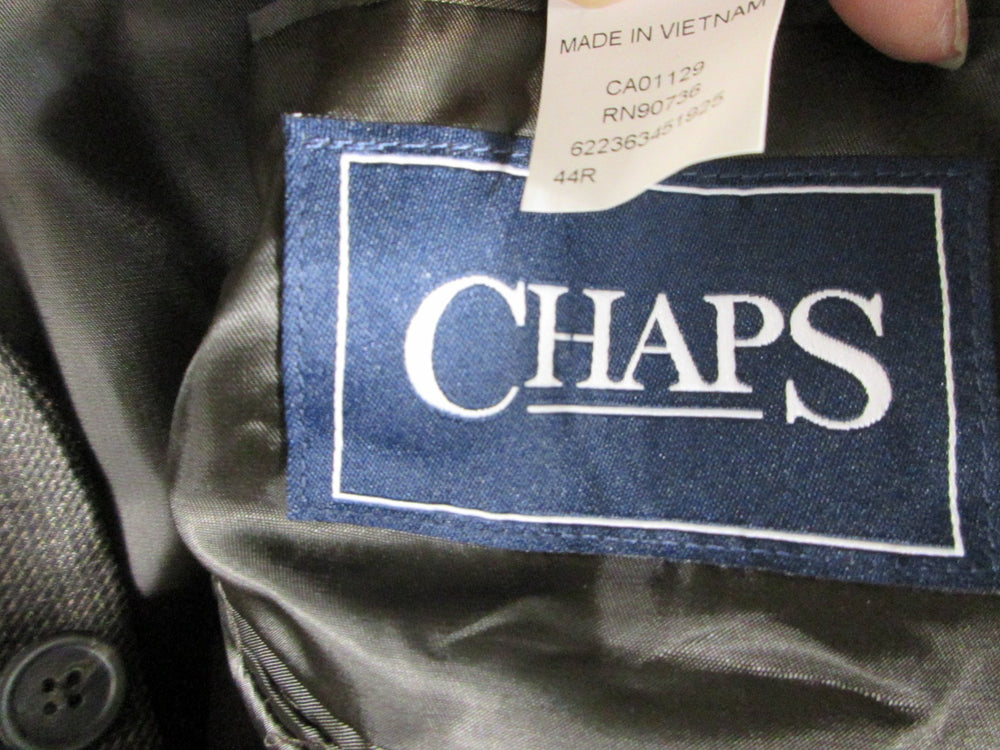 MADE IN VIETNAM
CA01129
RN90736
622363451925
44R
CHAPS